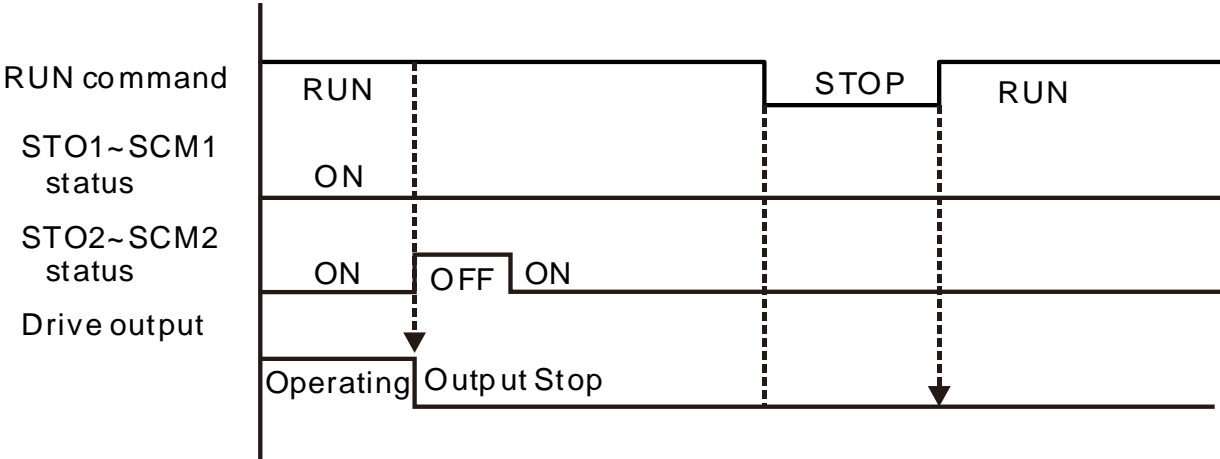 RUN command
RUN
STOP
RUN
STO1~SCM1
status
ON
STO2~SCM2
status
ON
OFF
ON
Drive output
Operating
Output Stop